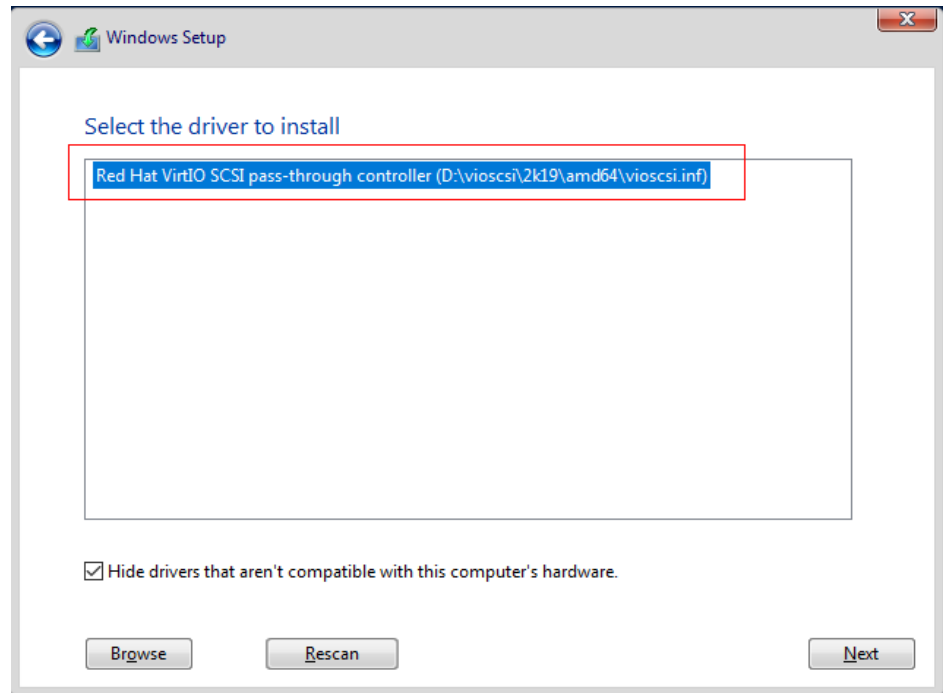 Windows Setup
Select the driver to install
Red Hat VirtIO SCSI pass-through controller (D:\vioscsi\2k19\amd64\vioscsi.inf)
Hide drivers that aren't compatible with this computer's hardware.
Browse Rescan Next